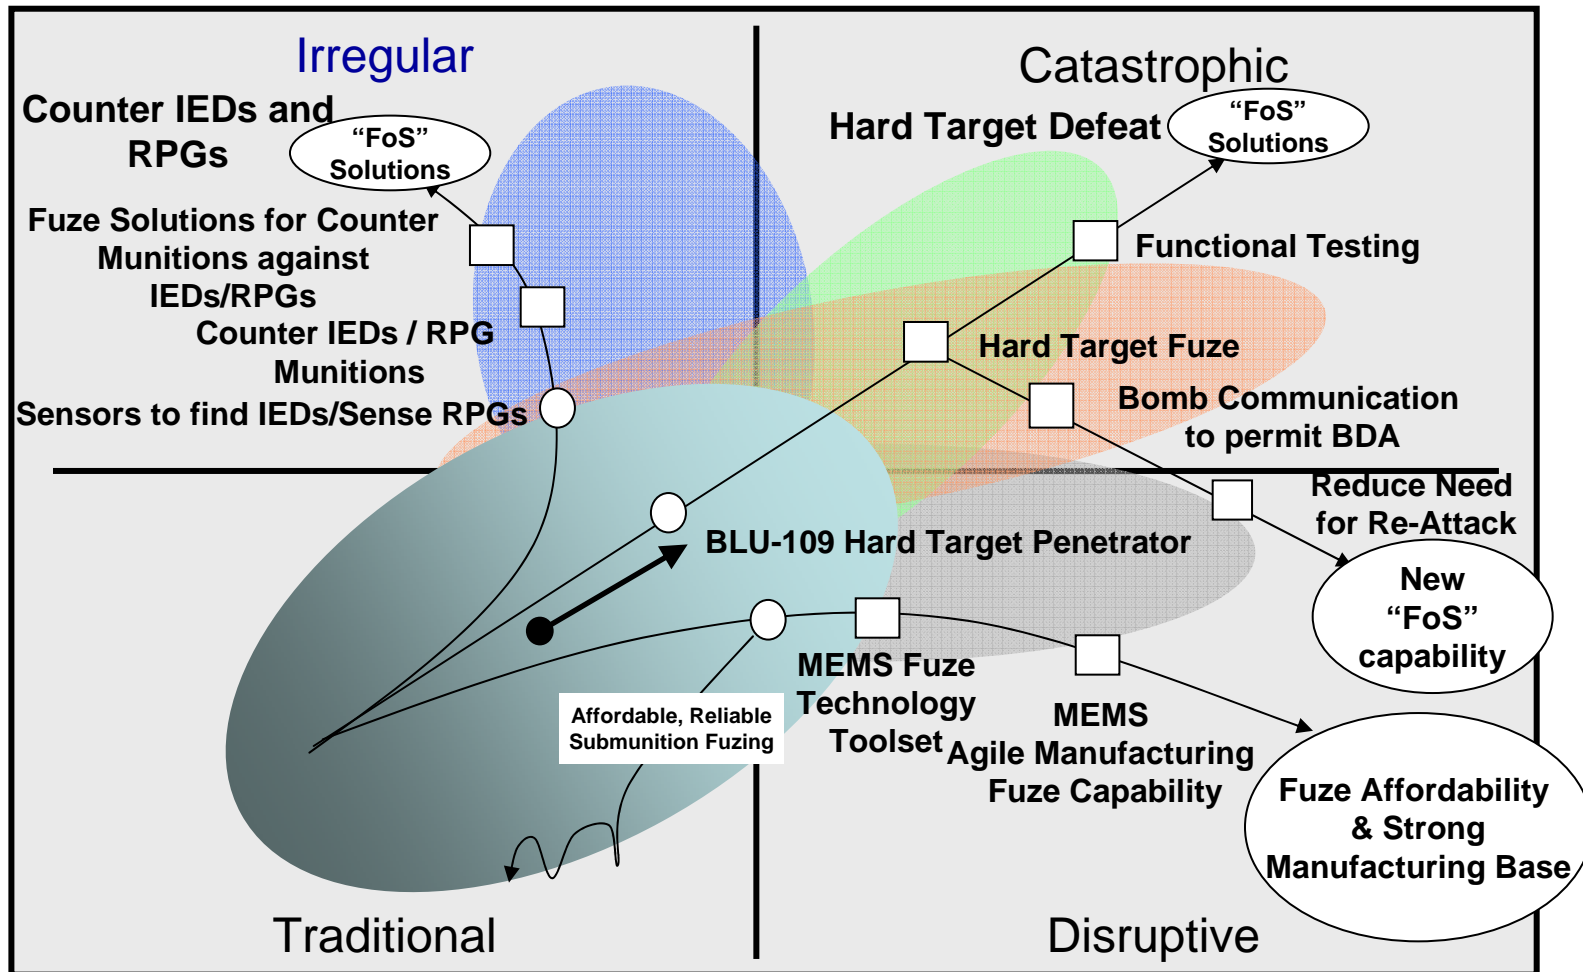 Irregular
Counter IEDs and
RPGs
“FoS”
Solutions
Fuze Solutions for Counter
Munitions against
IEDs/RPGs
Counter IEDs / RPG
Munitions
Sensors to find IEDs/Sense RPGs
Catastrophic
Hard Target Defeat
“FoS”
Solutions
Functional Testing
Hard Target Fuze
Bomb Communication
to permit BDA
Reduce Need
for Re-Attack
BLU-109 Hard Target Penetrator
New
“FoS”
capability
MEMS Fuze
Technology
Toolset
MEMS
Agile Manufacturing
Fuze Capability
Affordable, Reliable
Submunition Fuzing
Fuze Affordability
& Strong
Manufacturing Base
Traditional
Disruptive